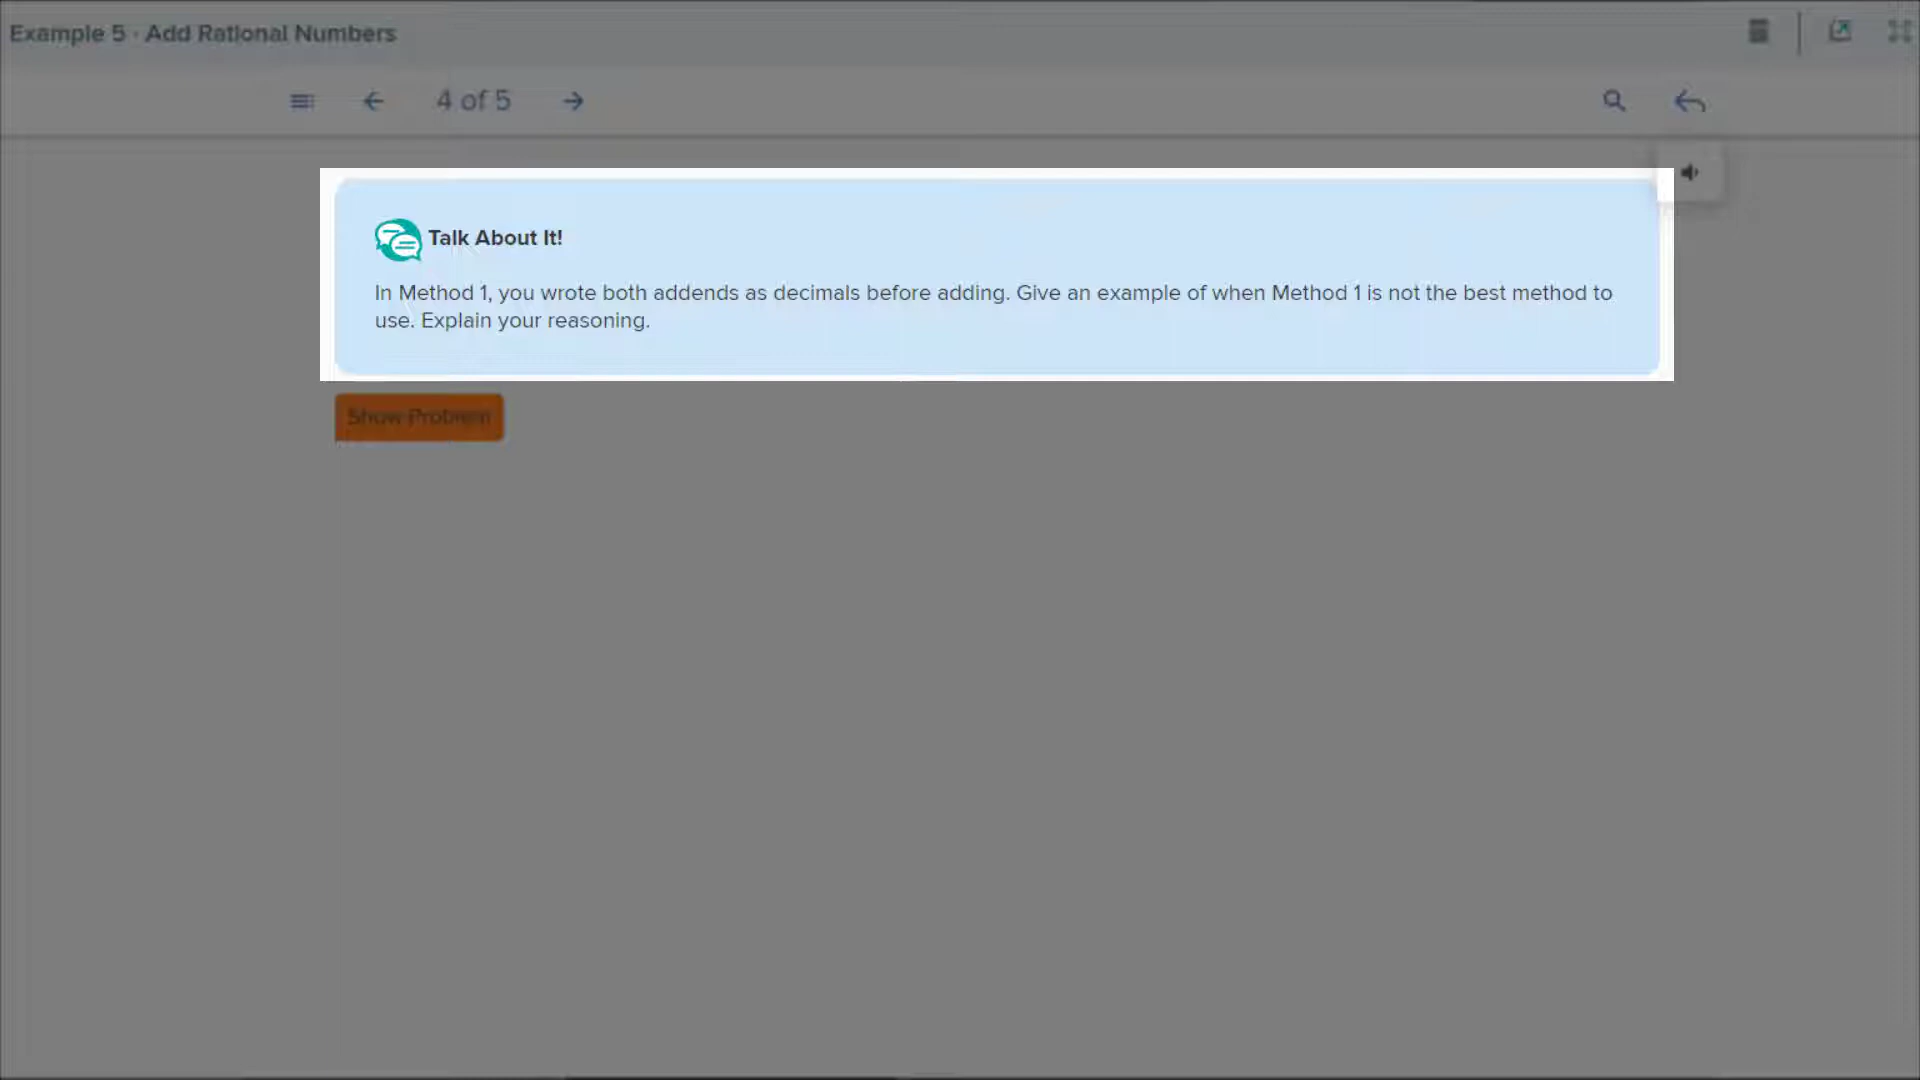 Example 5 · Add Rational Numbers
4 of 5
Talk About It!
In Method 1, you wrote both addends as decimals before adding. Give an example of when Method 1 is not the best method to
use. Explain your reasoning.
Show Problem